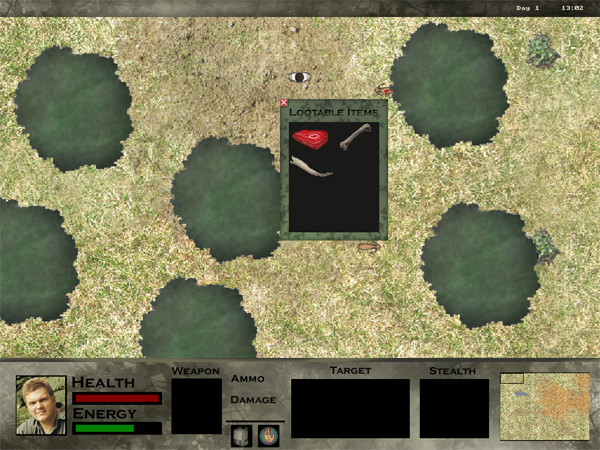 Day 1 13:02
Lootable Items
Health
Energy
Weapon
Ammo
Damage
Target
Stealth